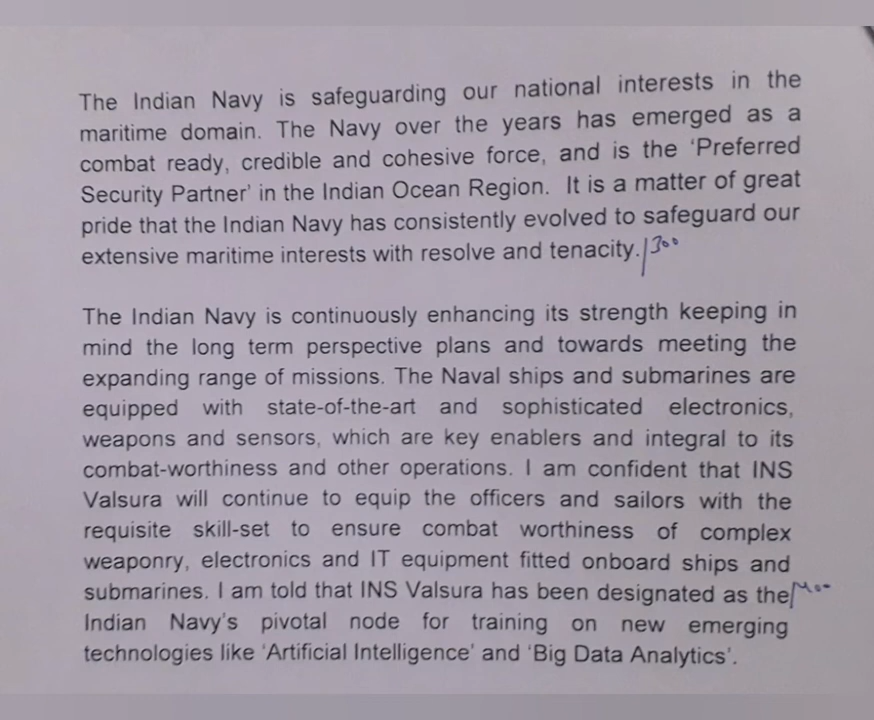 The Indian Navy is safeguarding our national interests in the
maritime domain. The Navy over the years has emerged as a
combat ready, credible and cohesive force, and is the 'Preferred
Security Partner' in the Indian Ocean Region. It is a matter of great
pride that the Indian Navy has consistently evolved to safeguard our
extensive maritime interests with resolve and tenacity./300
The Indian Navy is continuously enhancing its strength keeping in
mind the long term perspective plans and towards meeting the
expanding range of missions. The Naval ships and submarines are
equipped with state-of-the-art and sophisticated electronics,
weapons and sensors, which are key enablers and integral to its
combat-worthiness and other operations. I am confident that INS
Valsura will continue to equip the officers and sailors with the
requisite skill-set to ensure combat worthiness of complex
weaponry, electronics and IT equipment fitted onboard ships and
submarines. I am told that INS Valsura has been designated as the/
Indian Navy's pivotal node for training on new emerging
technologies like 'Artificial Intelligence' and 'Big Data Analytics'.